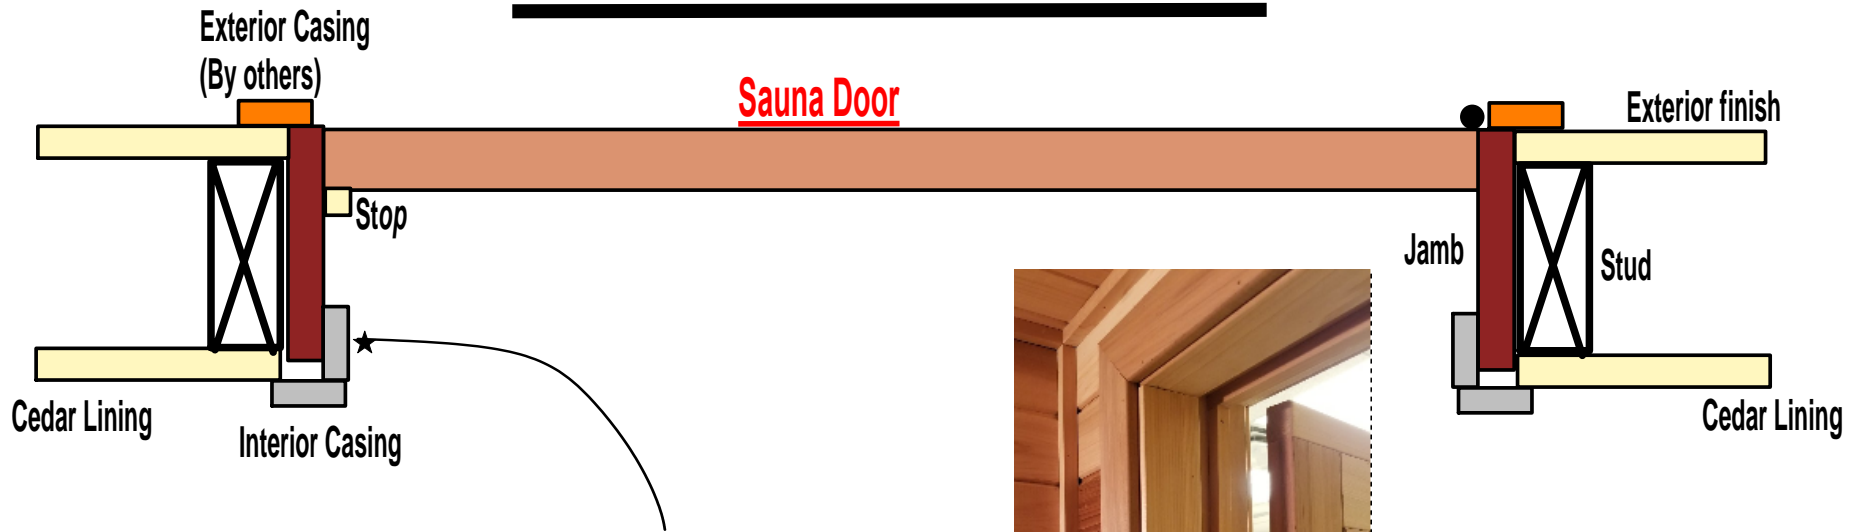 Exterior Casing
(By others)
Sauna Door
Exterior finish
Stop
Jamb
Stud
Cedar Lining
Interior Casing
Cedar Lining